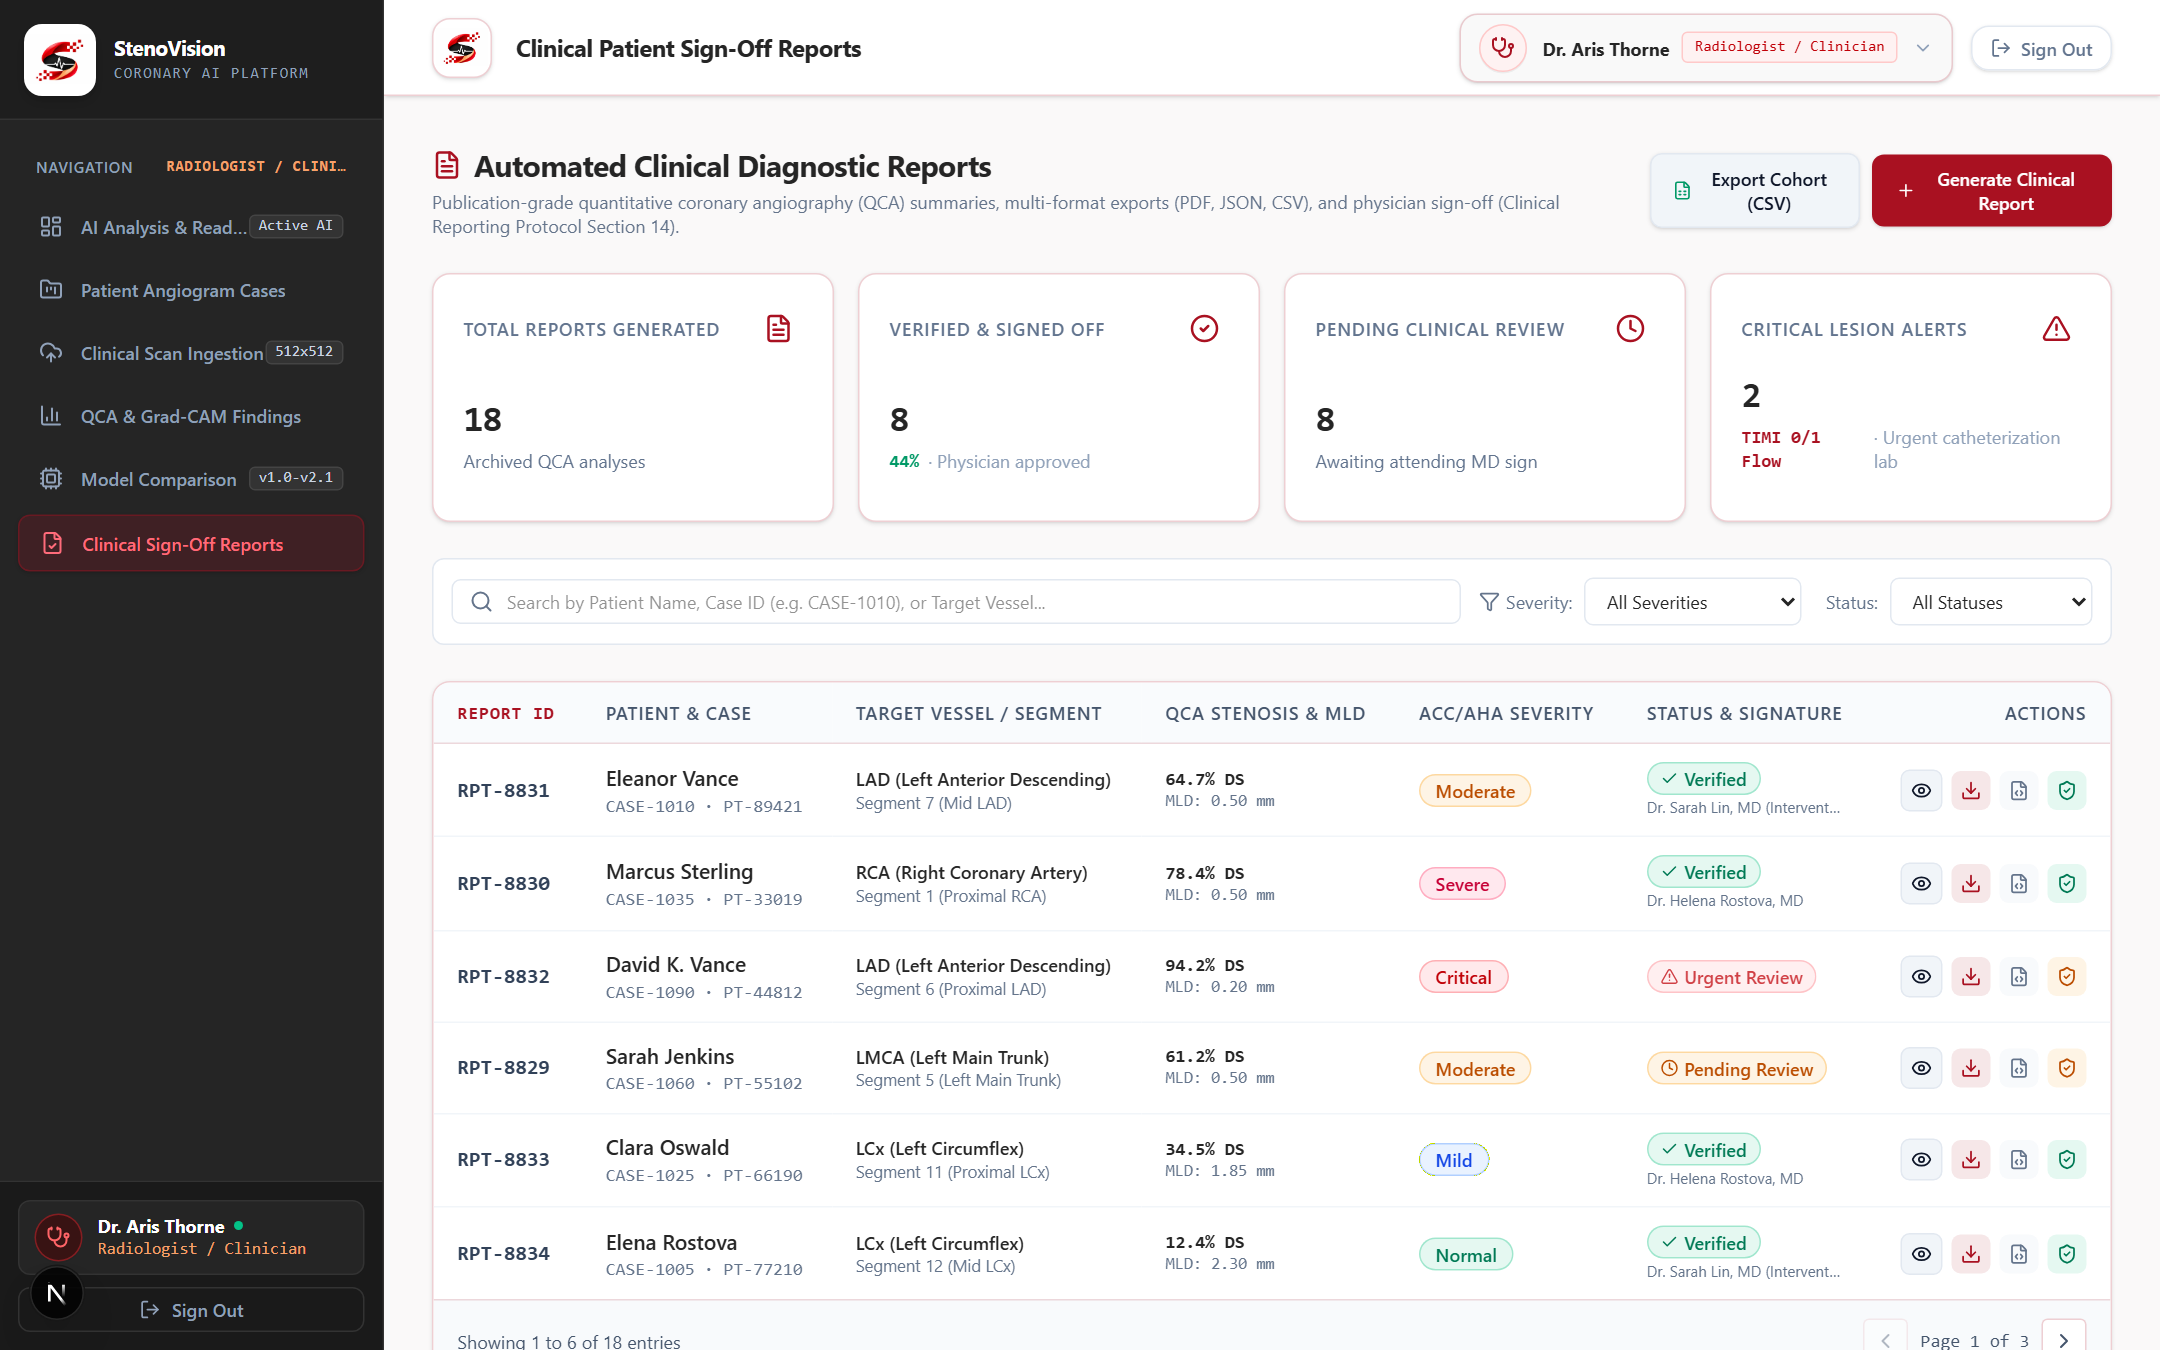 StenoVision
CORONARY AI PLATFORM
NAVIGATION
RADIOLOGIST / CLINI…
AI Analysis & Read...
Active AI
Patient Angiogram Cases
Clinical Scan Ingestion
512x512
QCA & Grad-CAM Findings
Model Comparison
v1.0-v2.1
Clinical Sign-Off Reports
Dr. Aris Thorne
Radiologist / Clinician
N
Sign Out
Clinical Patient Sign-Off Reports
Dr. Aris Thorne
Radiologist / Clinician
Sign Out
Automated Clinical Diagnostic Reports
Publication-grade quantitative coronary angiography (QCA) summaries, multi-format exports (PDF, JSON, CSV), and physician sign-off (Clinical
Reporting Protocol Section 14).
Export Cohort
(CSV)
Generate Clinical
Report
TOTAL REPORTS GENERATED
18
Archived QCA analyses
VERIFIED & SIGNED OFF
8
44% · Physician approved
PENDING CLINICAL REVIEW
8
Awaiting attending MD sign
CRITICAL LESION ALERTS
2
TIMI 0/1
Flow
· Urgent catheterization
lab
Search by Patient Name, Case ID (e.g. CASE-1010), or Target Vessel...
Severity:
All Severities
Status:
All Statuses
REPORT ID PATIENT & CASE TARGET VESSEL / SEGMENT QCA STENOSIS & MLD ACC/AHA SEVERITY STATUS & SIGNATURE ACTIONS
RPT-8831
Eleanor Vance
CASE-1010 • PT-89421
LAD (Left Anterior Descending)
Segment 7 (Mid LAD)
64.7% DS
MLD: 0.50 mm
Moderate
Verified
Dr. Sarah Lin, MD (Intervent...
RPT-8830
Marcus Sterling
CASE-1035 • PT-33019
RCA (Right Coronary Artery)
Segment 1 (Proximal RCA)
78.4% DS
MLD: 0.50 mm
Severe
Verified
Dr. Helena Rostova, MD
RPT-8832
David K. Vance
CASE-1090 • PT-44812
LAD (Left Anterior Descending)
Segment 6 (Proximal LAD)
94.2% DS
MLD: 0.20 mm
Critical
Urgent Review
RPT-8829
Sarah Jenkins
CASE-1060 • PT-55102
LMCA (Left Main Trunk)
Segment 5 (Left Main Trunk)
61.2% DS
MLD: 0.50 mm
Moderate
Pending Review
RPT-8833
Clara Oswald
CASE-1025 • PT-66190
LCx (Left Circumflex)
Segment 11 (Proximal LCx)
34.5% DS
MLD: 1.85 mm
Mild
Verified
Dr. Helena Rostova, MD
RPT-8834
Elena Rostova
CASE-1005 • PT-77210
LCx (Left Circumflex)
Segment 12 (Mid LCx)
12.4% DS
MLD: 2.30 mm
Normal
Verified
Dr. Sarah Lin, MD (Intervent...
Showing 1 to 6 of 18 entries
Page 1 of 3